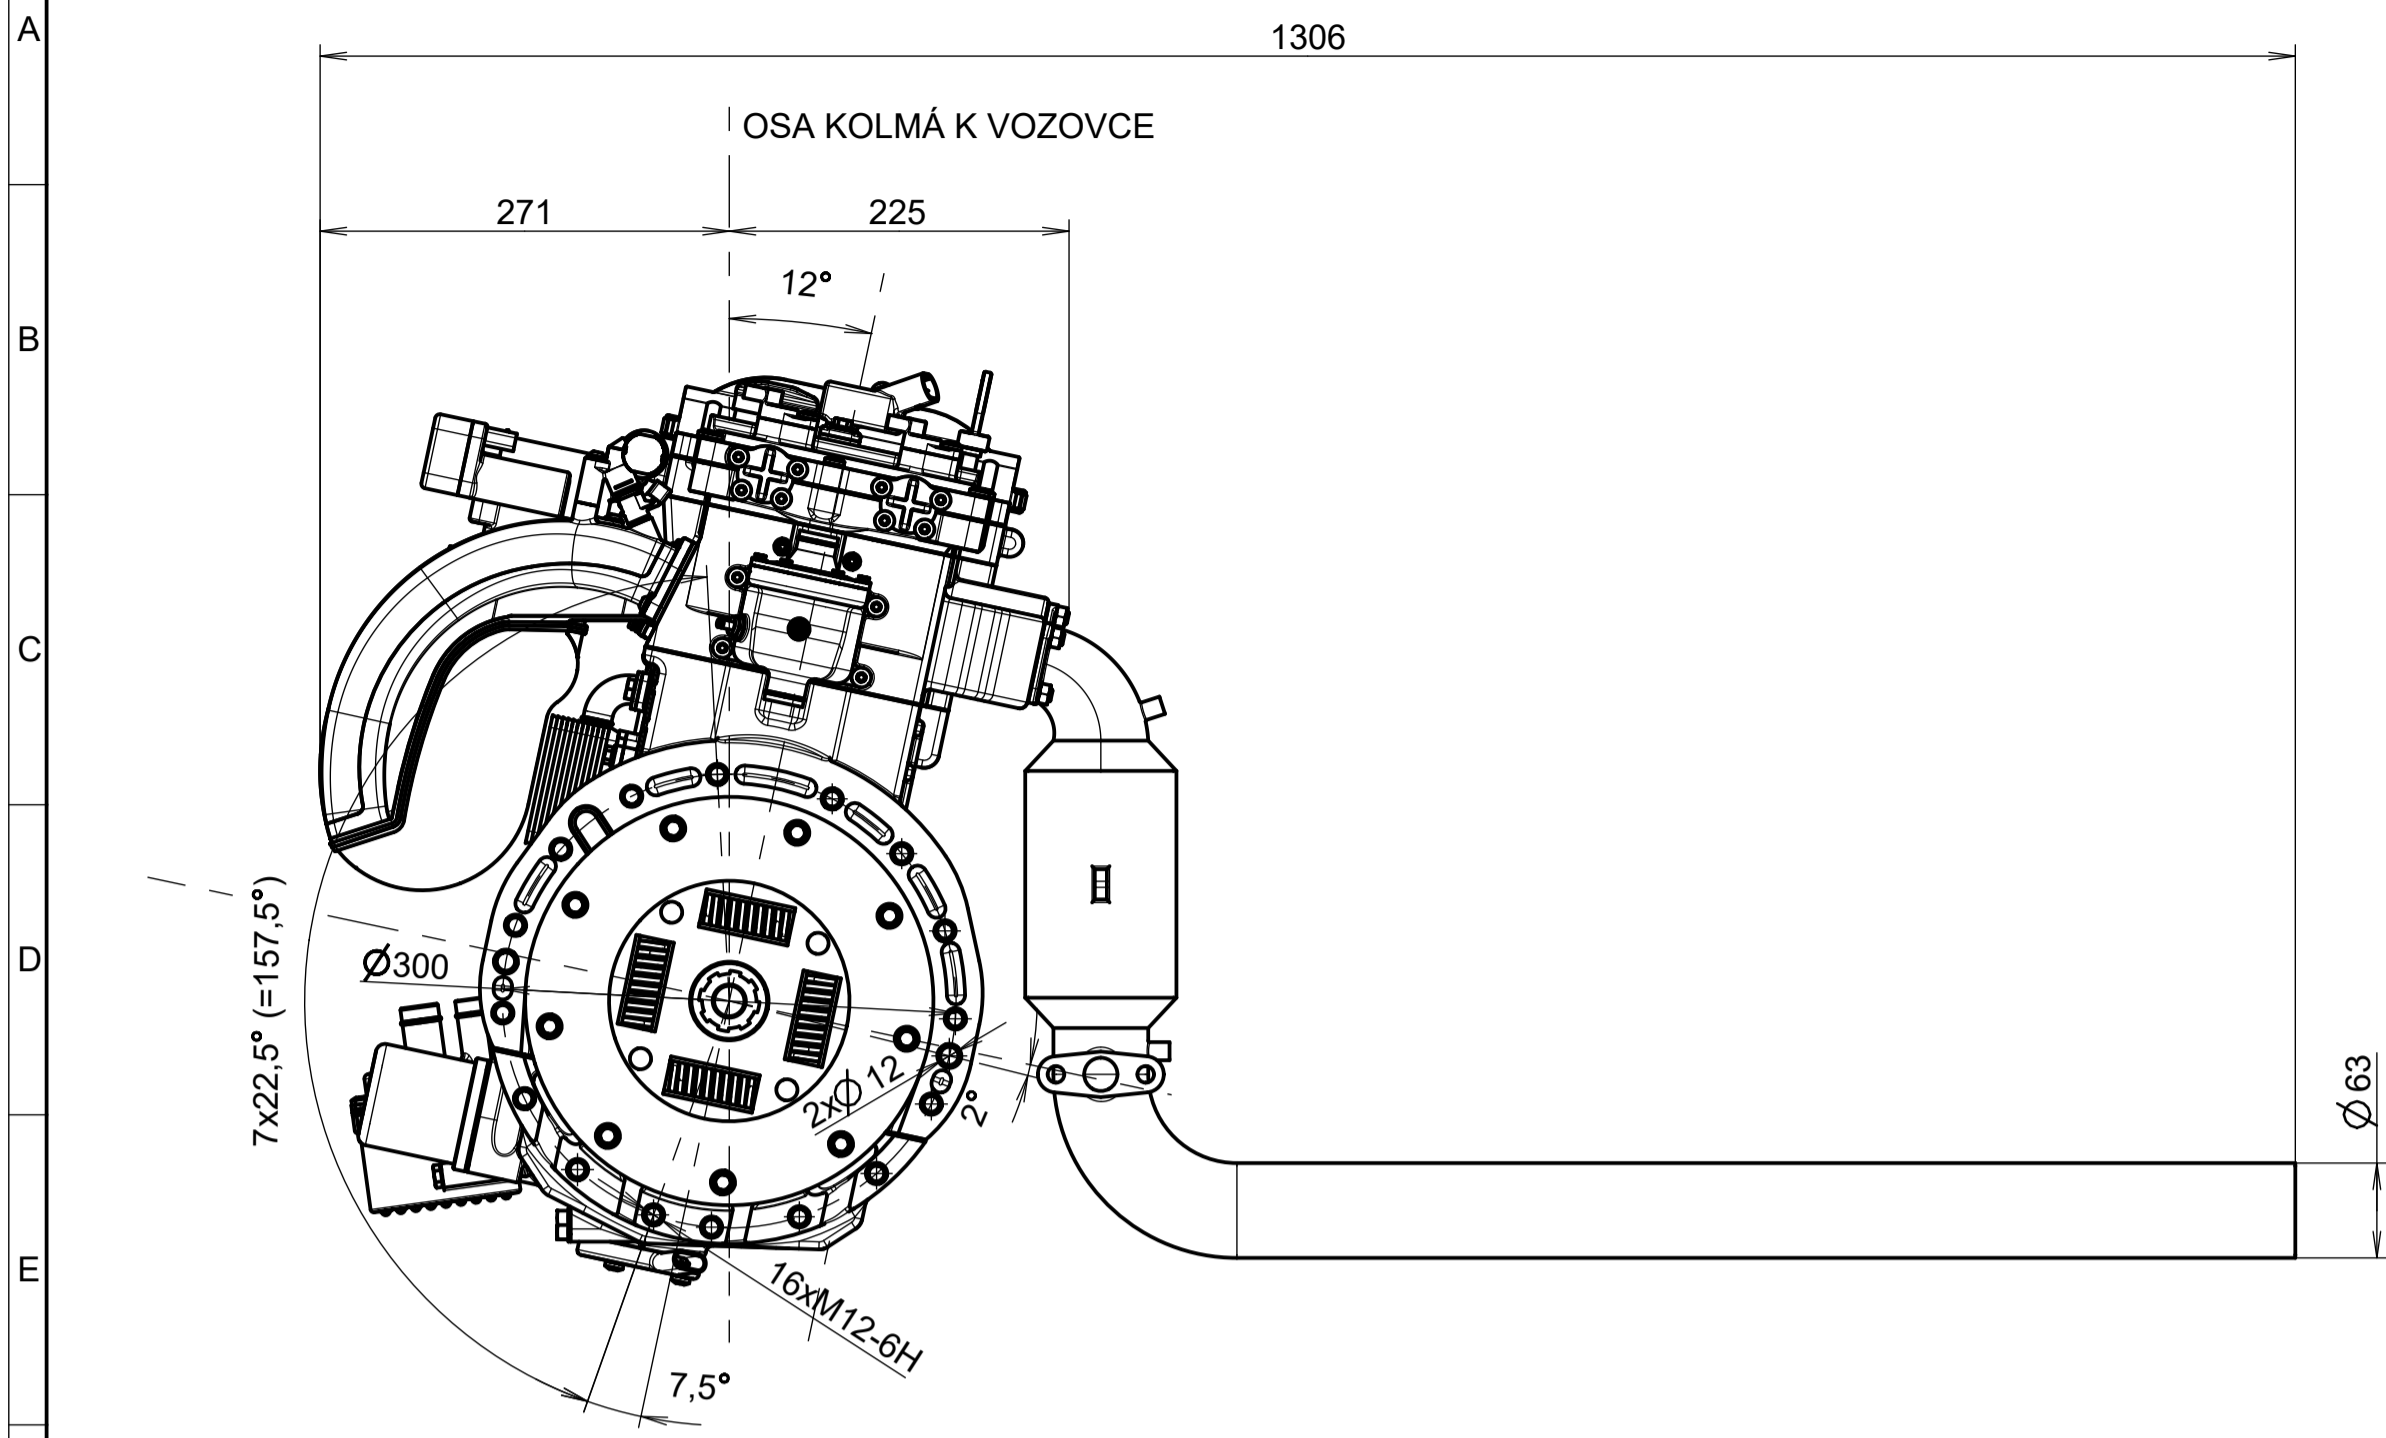 A
1306
OSA KOLMÁ K VOZOVCE
271
225
12°
B
C
7x22,5° (=157,5°)
Ø300
D
2xØ 12
2°
Ø63
16xM12-6H
E
7,5°